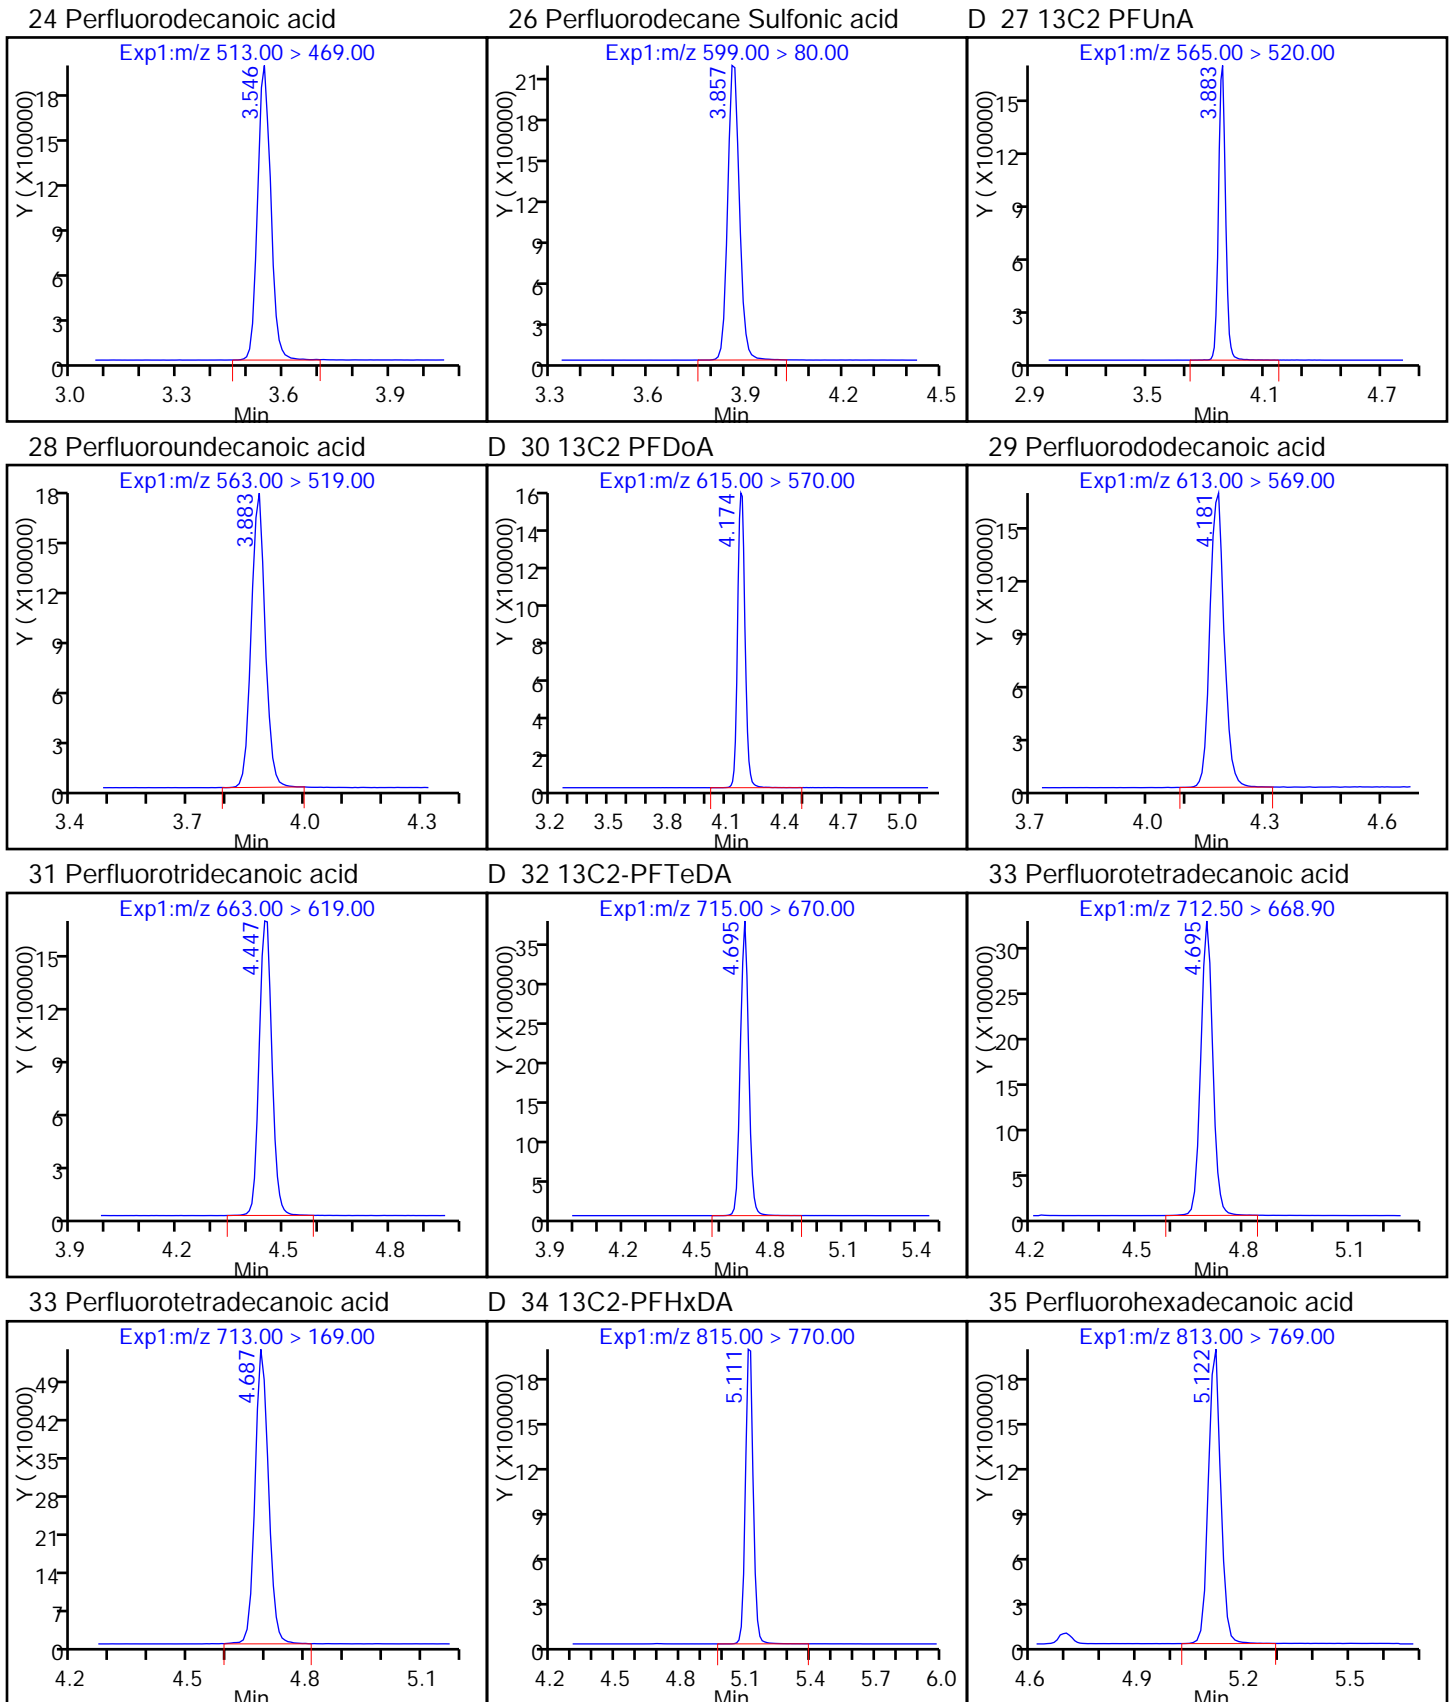 24 Perfluorodecanoic acid
Exp1:m/z 513.00 > 469.00
3.546
Y ( X100000)
18
15
12
9
6
3
0
3.0 3.3 3.6 3.9
Min
26 Perfluorodecane Sulfonic acid
Exp1:m/z 599.00 > 80.00
3.857
Y ( X100000)
21
18
15
12
9
6
3
0
3.3 3.6 3.9 4.2 4.5
Min
D 27 13C2 PFUnA
Exp1:m/z 565.00 > 520.00
3.883
Y ( X100000)
15
12
9
6
3
0
2.9 3.5 4.1 4.7
Min
28 Perfluoroundecanoic acid
Exp1:m/z 563.00 > 519.00
3.883
Y ( X100000)
18
15
12
9
6
3
0
3.4 3.7 4.0 4.3
Min
D 30 13C2 PFDoA
Exp1:m/z 615.00 > 570.00
4.174
Y ( X100000)
16
14
12
10
8
6
4
2
0
3.2 3.5 3.8 4.1 4.4 4.7 5.0
Min
29 Perfluorododecanoic acid
Exp1:m/z 613.00 > 569.00
4.181
Y ( X100000)
15
12
9
6
3
0
3.7 4.0 4.3 4.6
Min
31 Perfluorotridecanoic acid
Exp1:m/z 663.00 > 619.00
4.447
Y ( X100000)
15
12
9
6
3
0
3.9 4.2 4.5 4.8
Min
D 32 13C2-PFTeDA
Exp1:m/z 715.00 > 670.00
4.695
Y ( X100000)
35
30
25
20
15
10
5
0
3.9 4.2 4.5 4.8 5.1 5.4
Min
33 Perfluorotetradecanoic acid
Exp1:m/z 712.50 > 668.90
4.695
Y ( X100000)
30
25
20
15
10
5
0
4.2 4.5 4.8 5.1
Min
33 Perfluorotetradecanoic acid
Exp1:m/z 713.00 > 169.00
4.687
Y ( X10000)
49
42
35
28
21
14
7
0
4.2 4.5 4.8 5.1
Min
D 34 13C2-PFHxDA
Exp1:m/z 815.00 > 770.00
5.111
Y ( X100000)
18
15
12
9
6
3
0
4.2 4.5 4.8 5.1 5.4 5.7 6.0
Min
35 Perfluorohexadecanoic acid
Exp1:m/z 813.00 > 769.00
5.122
Y ( X100000)
18
15
12
9
6
3
0
4.6 4.9 5.2 5.5
Min